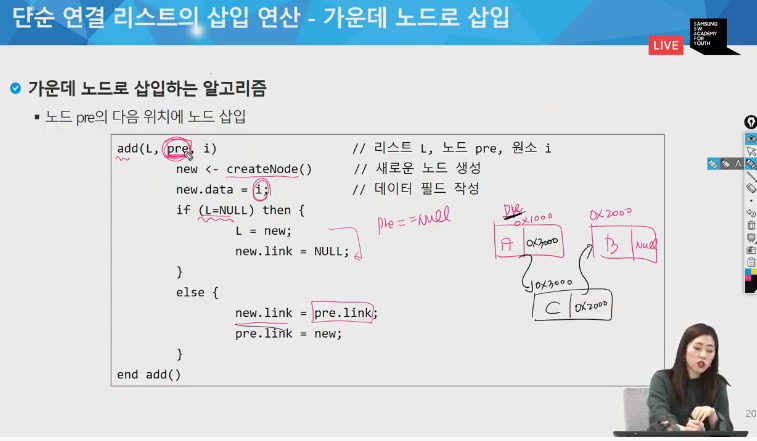 단순 연결 리스트의 삽입 연산 - 가운데 노드로 삽입
LIVE
SAMSUNG
SW
ACADEMY
FOR
YOUTH
가운데 노드로 삽입하는 알고리즘
노드 pre의 다음 위치에 노드 삽입
add(L, pre, i) // 리스트 L, 노드 pre, 원소 i
new <- createNode() // 새로운 노드 생성
new.data = i; // 데이터 필드 작성
if (L=NULL) then {
L = new;
new.link = NULL;
}
else {
new.link = pre.link;
pre.link = new;
}
end add()
pre==Null
pre
0x1000
0x2000
A 0x3000
B Null
0x3000
C 0x2000
A
20